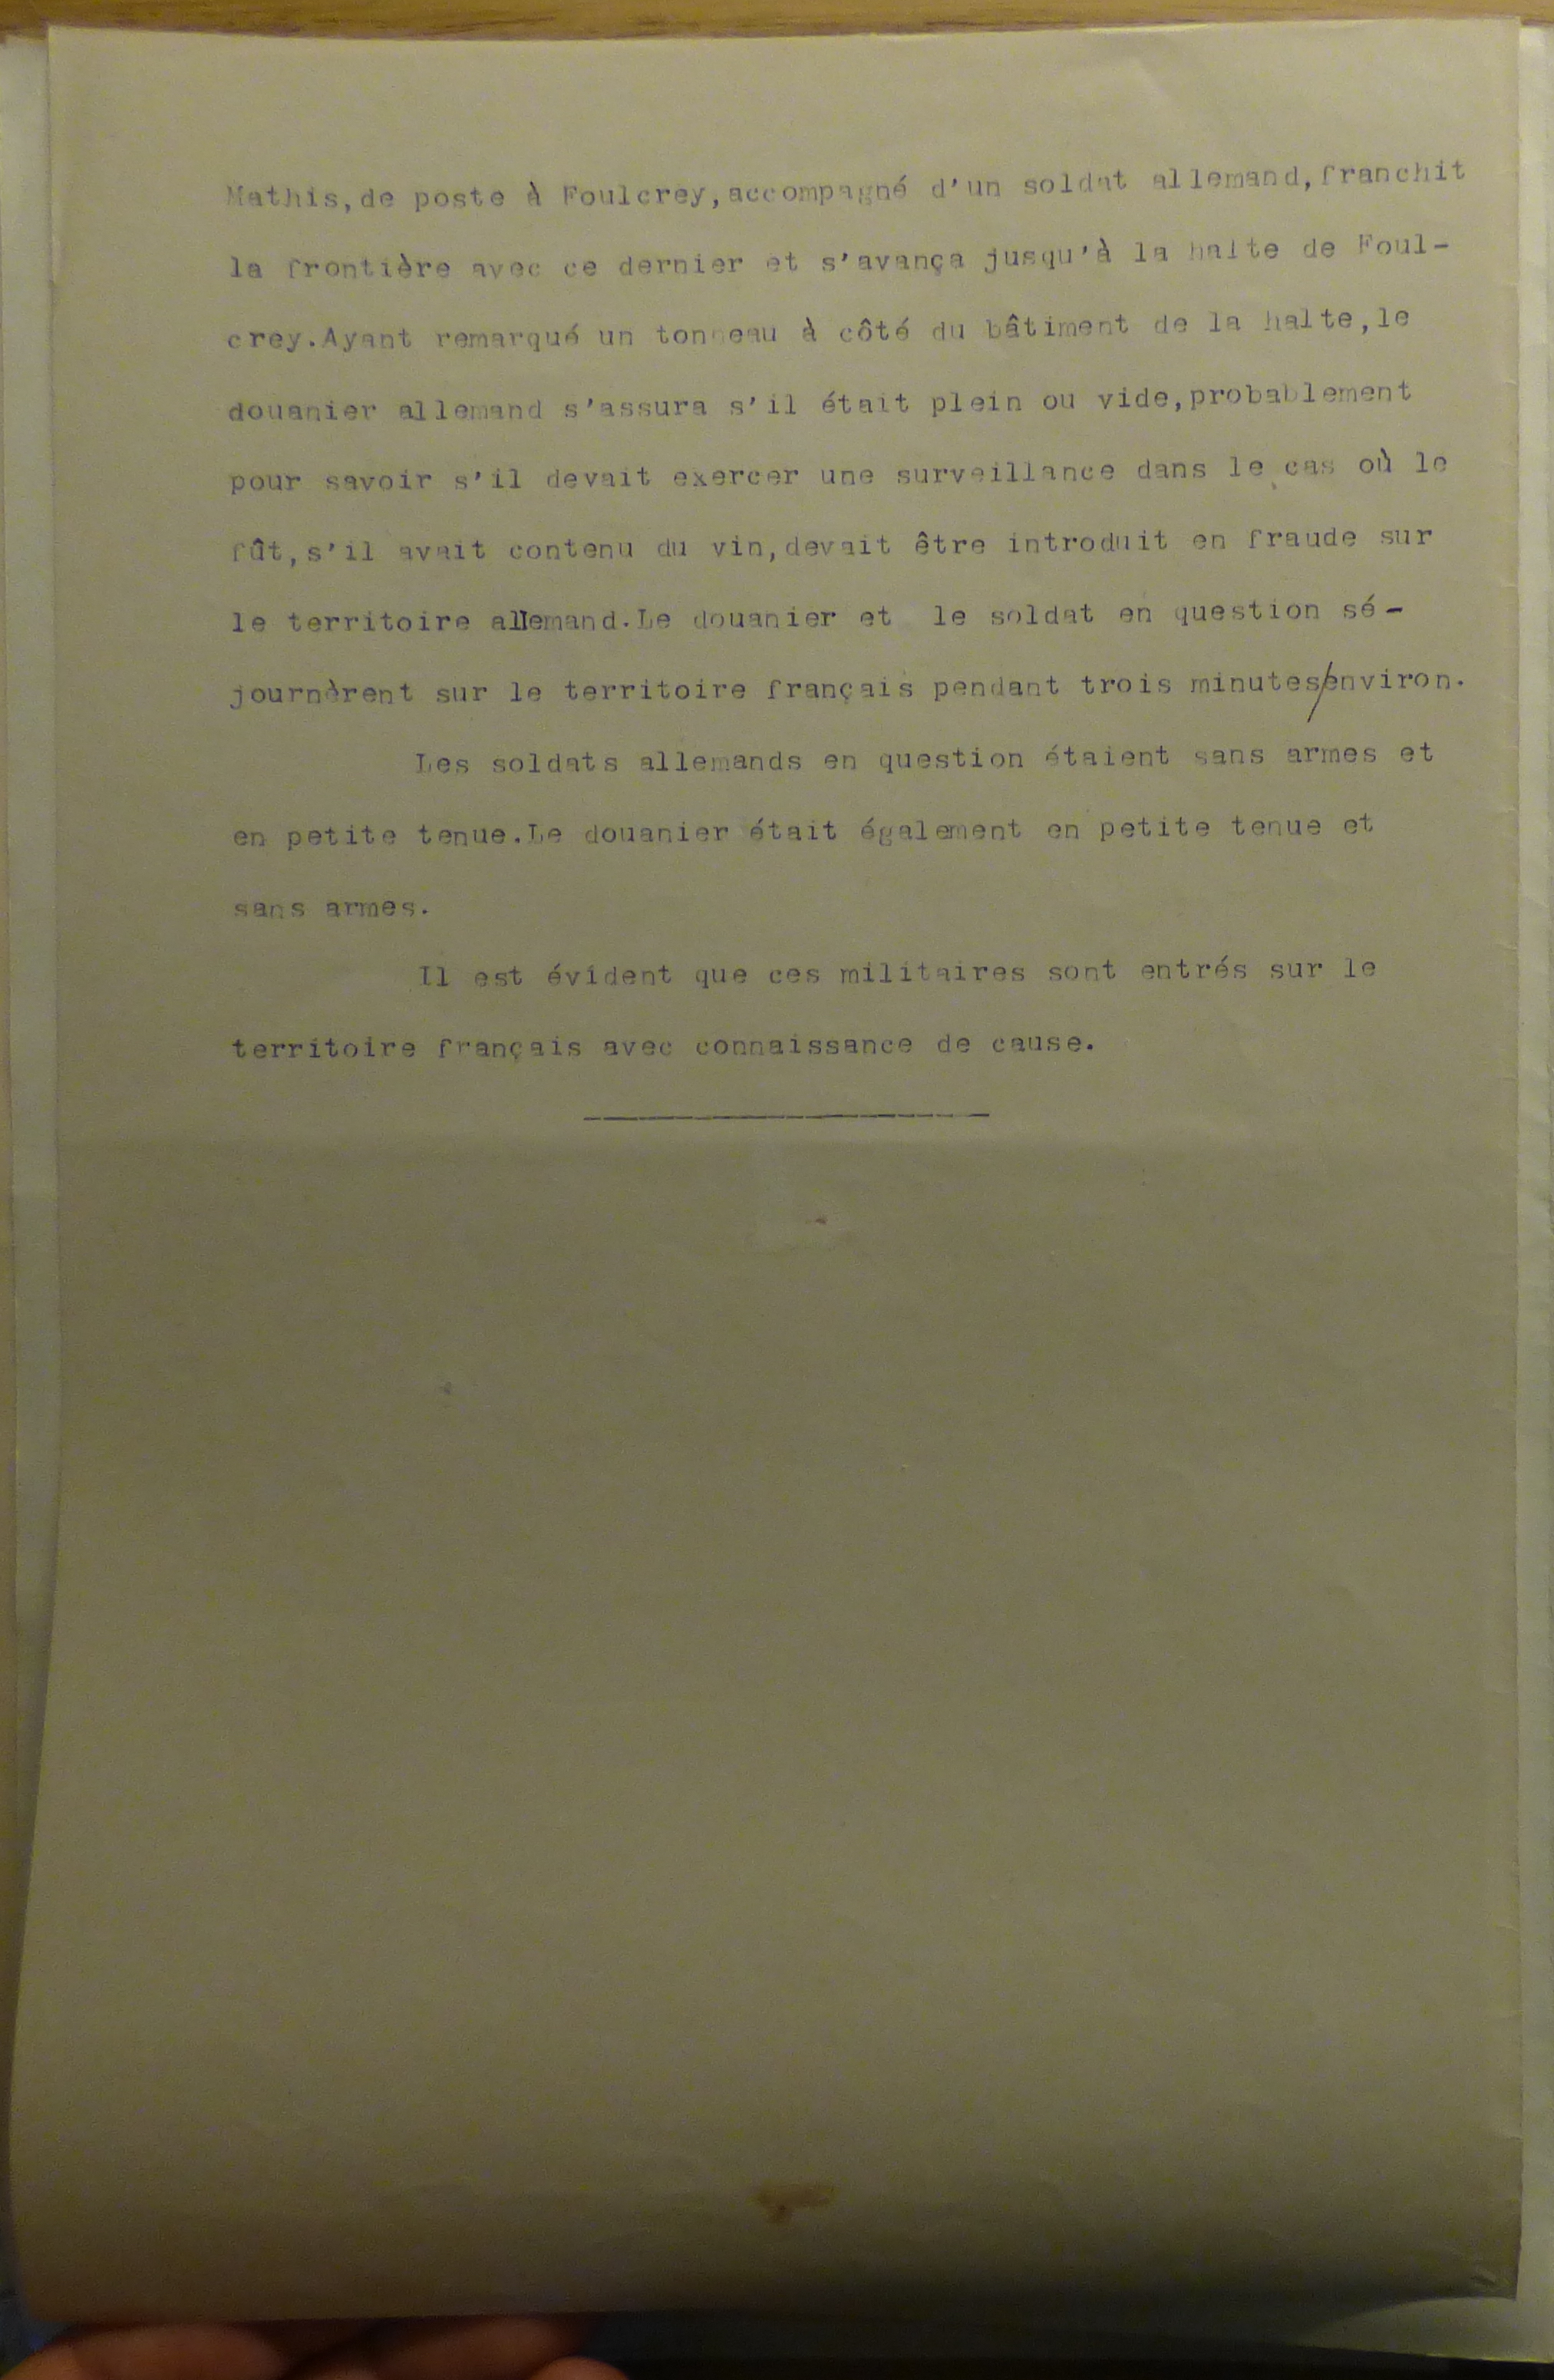 Mathis,de poste à Foulcrey,accompagné d'un soldat allemand,franchit
la frontière avec ce dernier et s'avança jusqu'à la halte de Foul-
crey.Ayant remarqué un tonneau à côté du bâtiment de la halte,le
douanier allemand s'assura s'il était plein ou vide,probablement
pour savoir s'il devait exercer une surveillance dans le cas où le
fût,s'il avait contenu du vin,devait être introduit en fraude sur
le territoire allemand.Le douanier et le soldat en question sé-
journèrent sur le territoire français pendant trois minutes/environ.
Les soldats allemands en question étaient sans armes et
en petite tenue.Le douanier était également en petite tenue et
sans armes.
Il est évident que ces militaires sont entrés sur le
territoire français avec connaissance de cause.